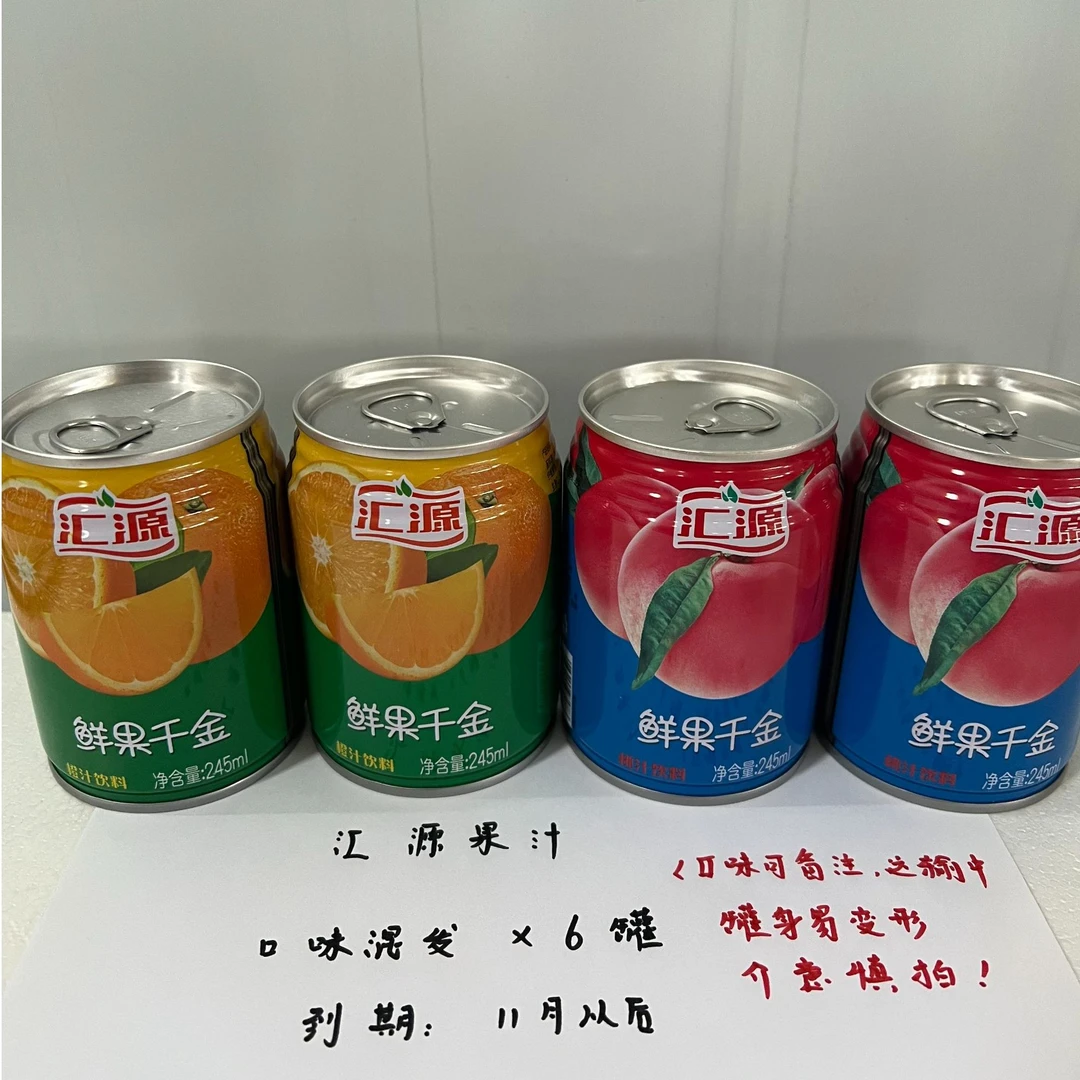 汇源
汇源
汇源
汇源
鲜果千金
橙汁饮料 净含量:245ml
鲜果千金
橙汁饮料 净含量:245ml
鲜果千金
桃汁饮料 净含量:245ml
鲜果千金
桃汁饮料 净含量:245ml
汇源果汁
口味混发 ×6罐
到期: 11月以后
(口味可备注,运输中
罐身易变形
介意慎拍!